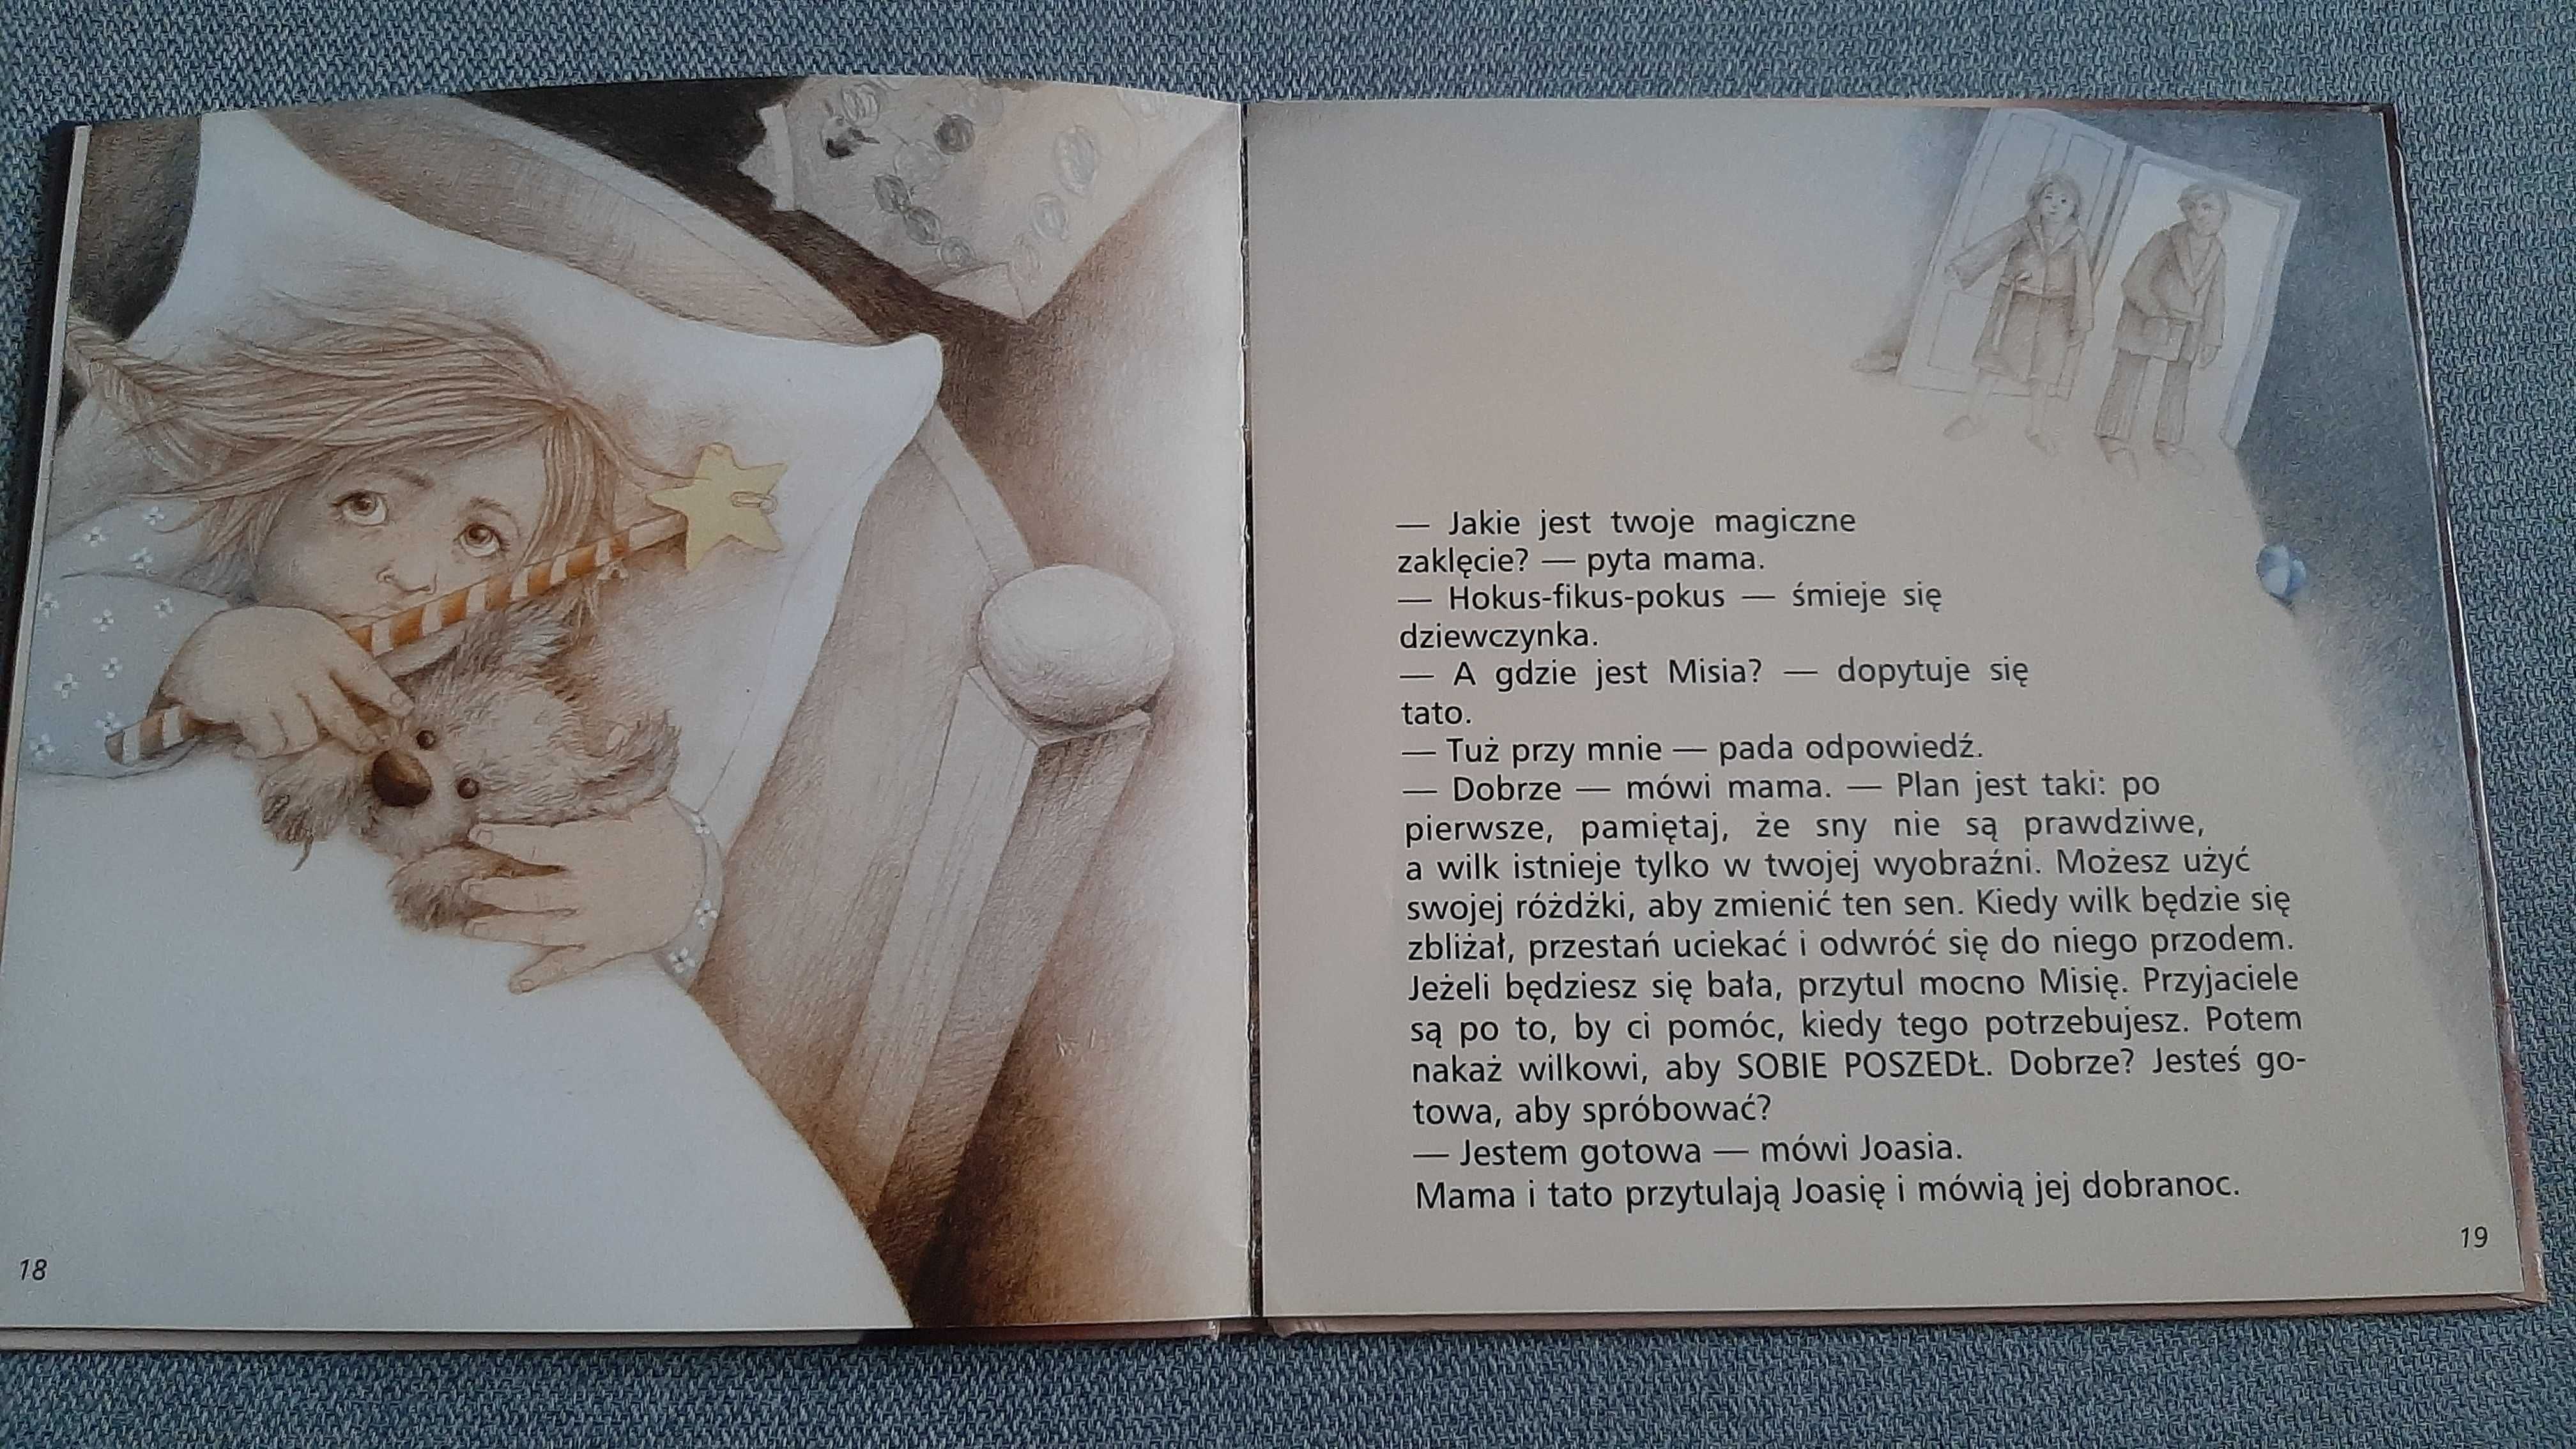 — Jakie jest twoje magiczne
zaklęcie? — pyta mama.
— Hokus-fikus-pokus — śmieje się
dziewczynka.
— A gdzie jest Misia? — dopytuje się
tato.
— Tuż przy mnie — pada odpowiedź.
— Dobrze — mówi mama. — Plan jest taki: po
pierwsze, pamiętaj, że sny nie są prawdziwe,
a wilk istnieje tylko w twojej wyobraźni. Możesz użyć
swojej różdżki, aby zmienić ten sen. Kiedy wilk będzie się
zbliżał, przestań uciekać i odwróć się do niego przodem.
Jeżeli będziesz się bała, przytul mocno Misię. Przyjaciele
są po to, by ci pomóc, kiedy tego potrzebujesz. Potem
nakaż wilkowi, aby SOBIE POSZEDŁ. Dobrze? Jesteś go-
towa, aby spróbować?
— Jestem gotowa — mówi Joasia.
Mama i tato przytulają Joasię i mówią jej dobranoc.
18
19